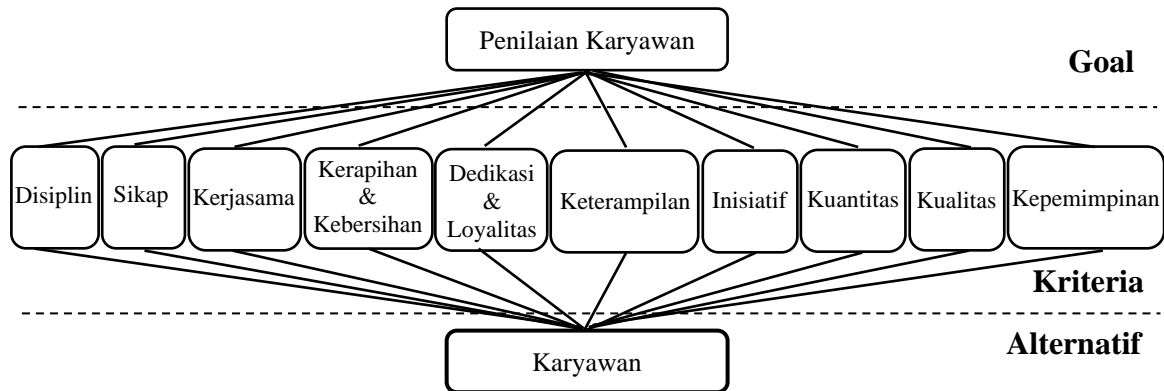 Penilaian Karyawan
Goal
Disiplin
Sikap
Kerjasama
Kerapihan
&
Kebersihan
Dedikasi
&
Loyalitas
Keterampilan
Inisiatif
Kuantitas
Kualitas
Kepemimpinan
Kriteria
Alternatif
Karyawan